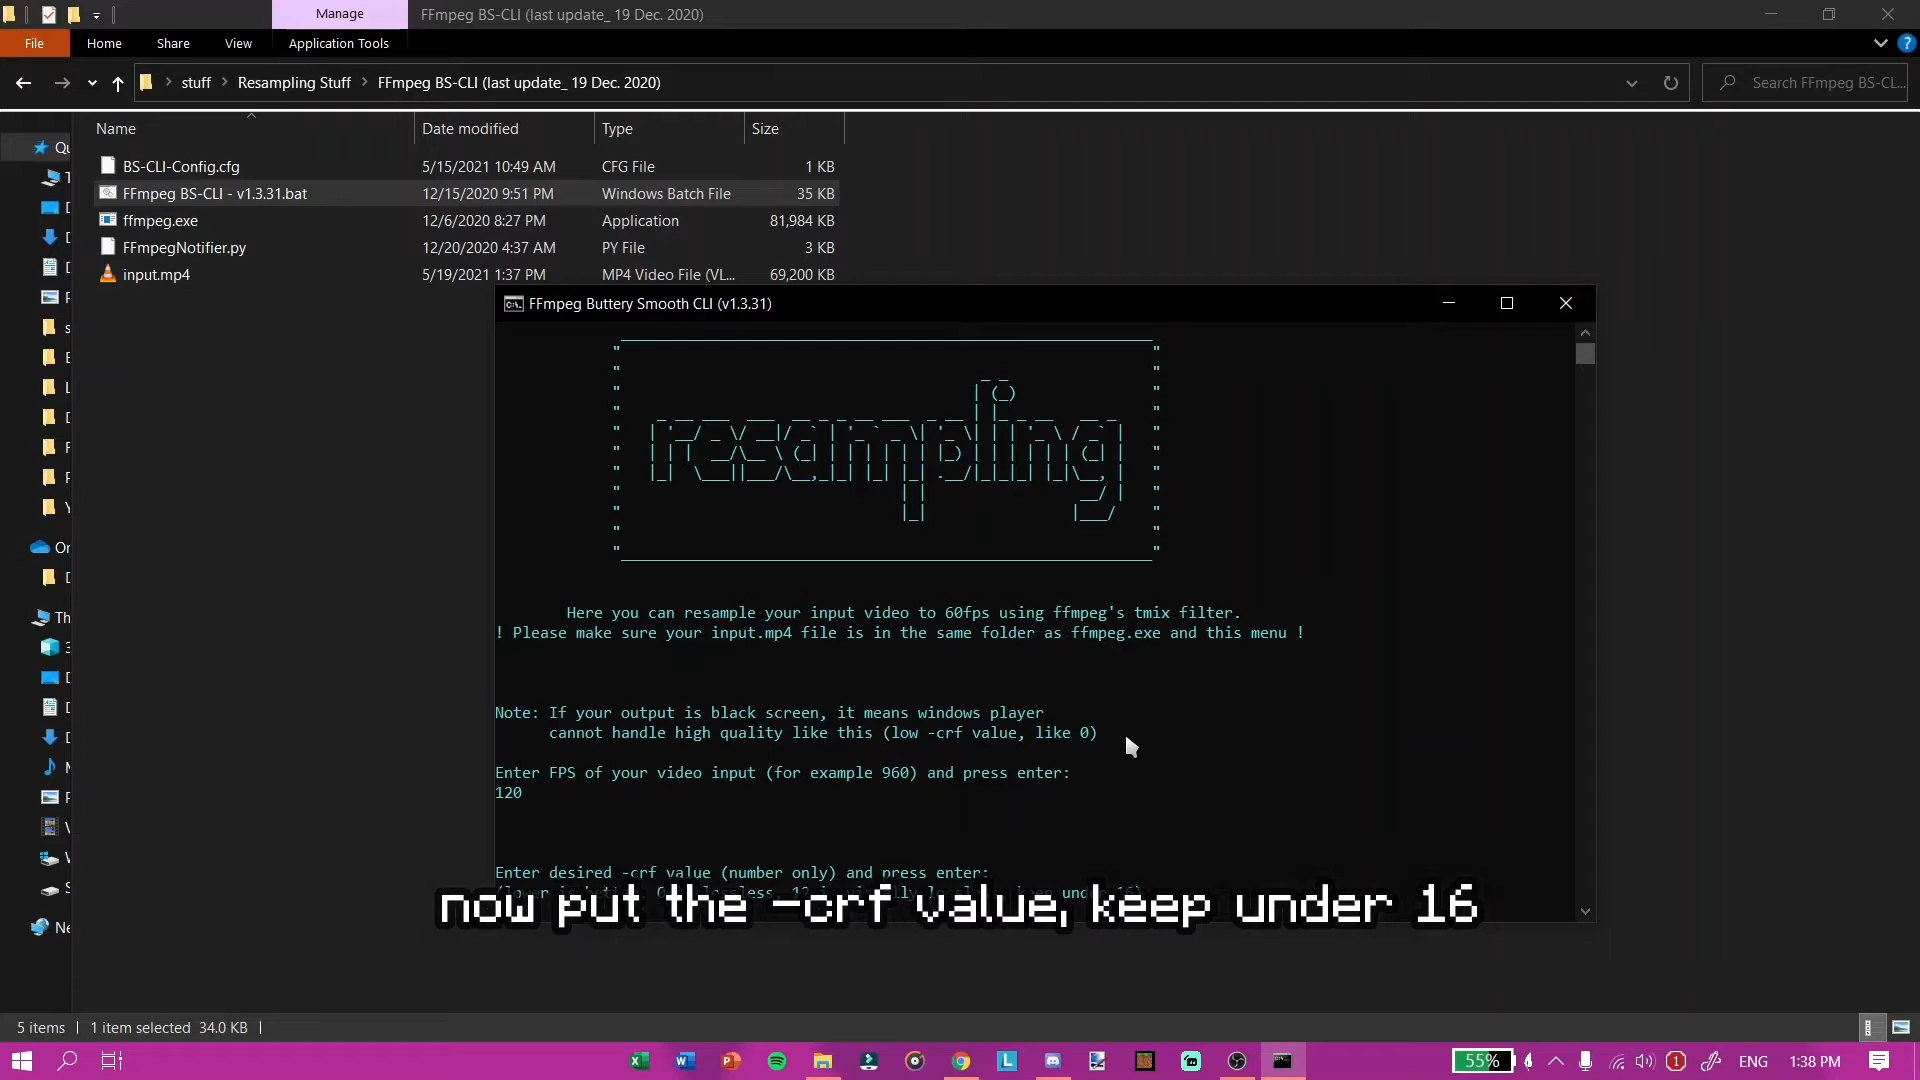 Manage
FFmpeg BS-CLI (last update_ 19 Dec. 2020)
File
Home
Share
View
Application Tools
stuff
Resampling Stuff
FFmpeg BS-CLI (last update_ 19 Dec. 2020)
Search FFmpeg BS-CL...
Name
Date modified
Type
Size
BS-CLI-Config.cfg 5/15/2021 10:49 AM CFG File 1 KB
FFmpeg BS-CLI - v1.3.31.bat 12/15/2020 9:51 PM Windows Batch File 35 KB
ffmpeg.exe 12/6/2020 8:27 PM Application 81,984 KB
FFmpegNotifier.py 12/20/2020 4:37 AM PY File 3 KB
input.mp4 5/19/2021 1:37 PM MP4 Video File (VL... 69,200 KB
FFmpeg Buttery Smooth CLI (v1.3.31)
resampling
Here you can resample your input video to 60fps using ffmpeg's tmix filter.
! Please make sure your input.mp4 file is in the same folder as ffmpeg.exe and this menu !
Note: If your output is black screen, it means windows player
cannot handle high quality like this (low -crf value, like 0)
Enter FPS of your video input (for example 960) and press enter:
120
Enter desired -crf value (number only) and press enter:
now put the -crf value, keep under 16
5 items
1 item selected 34.0 KB
55%
ENG
1:38 PM